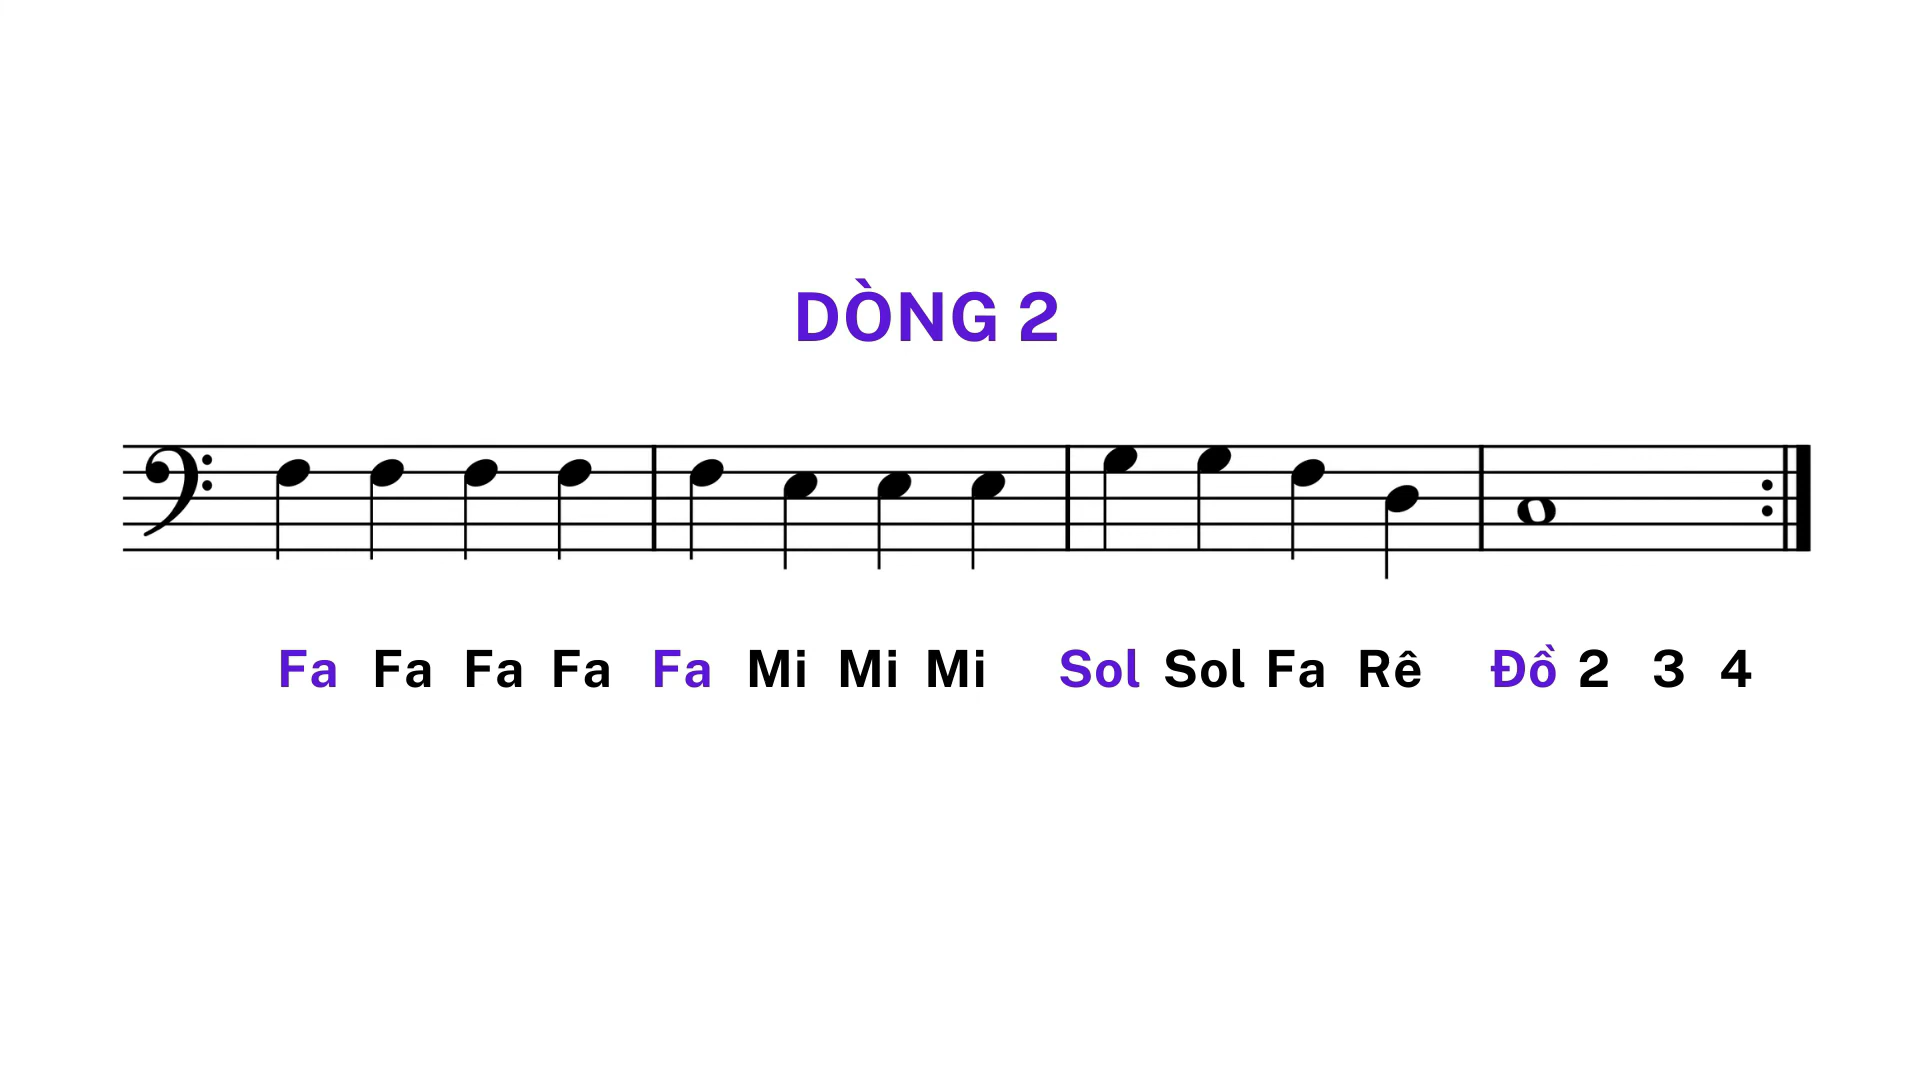 DÒNG 2
Fa Fa Fa Fa Fa Mi Mi Mi Sol Sol Fa Rê Đồ 2 3 4